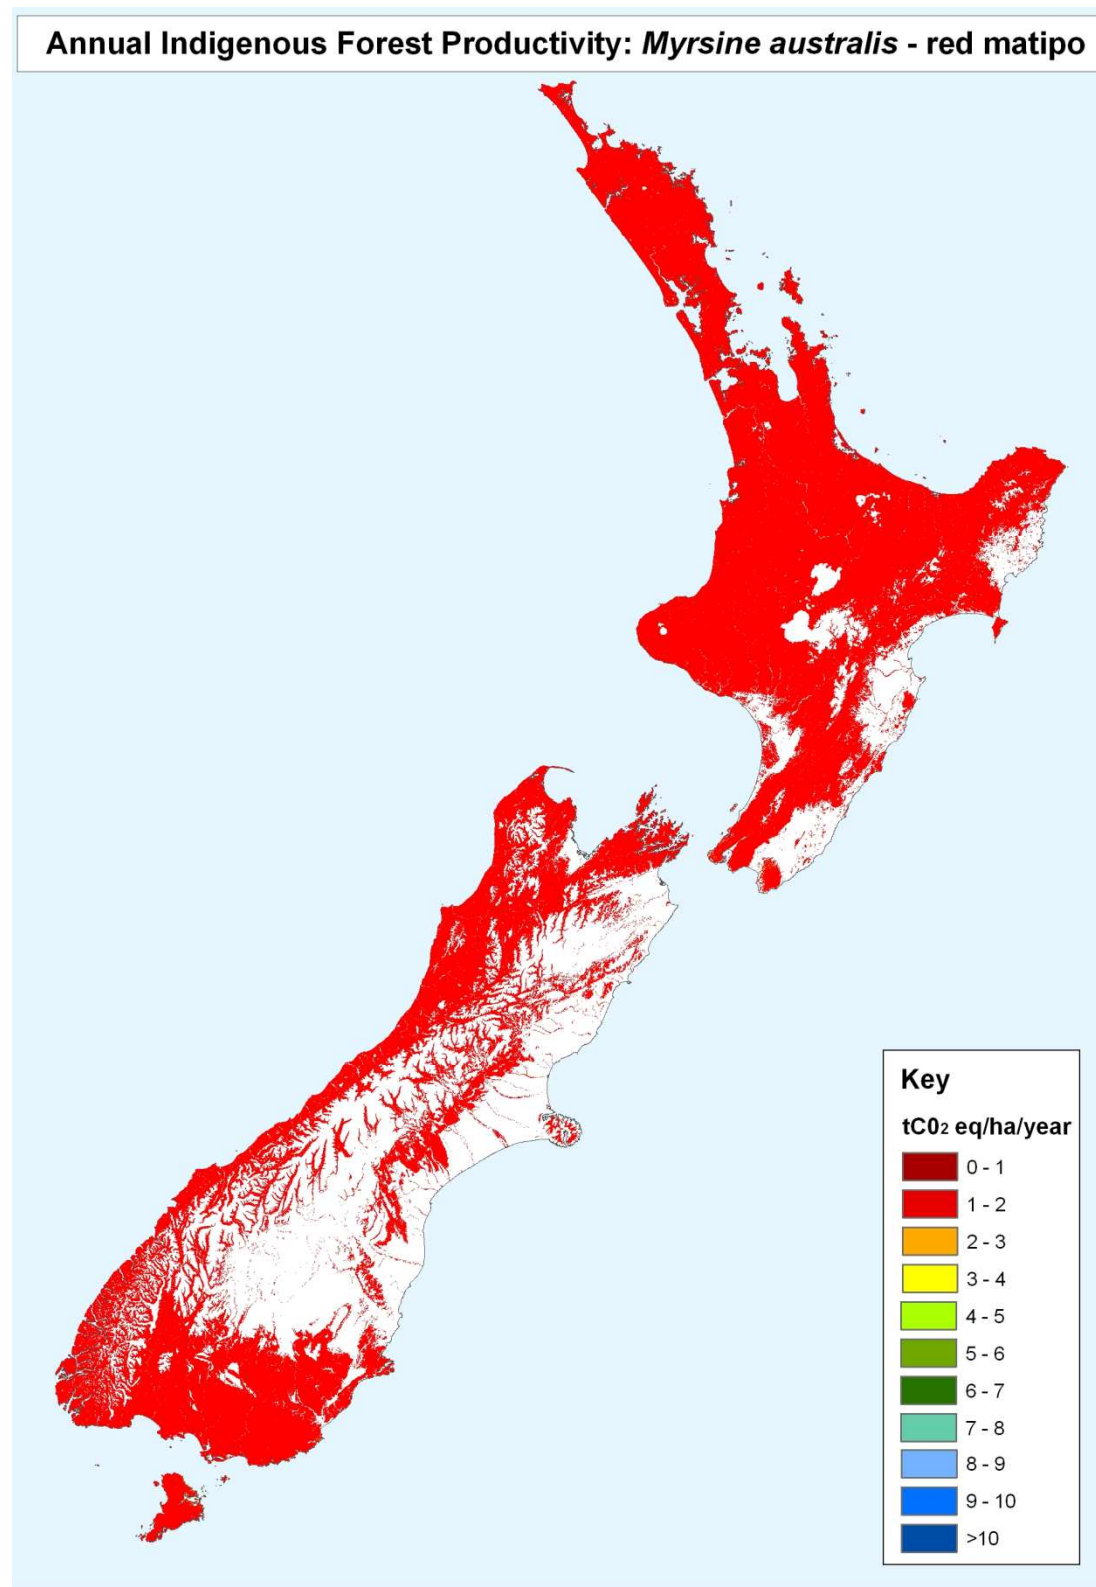 Annual Indigenous Forest Productivity: Myrsine australis - red matipo
Key
tC02 eq/ha/year
0 - 1
1 - 2
2 - 3
3 - 4
4 - 5
5 - 6
6 - 7
7 - 8
8 - 9
9 - 10
>10